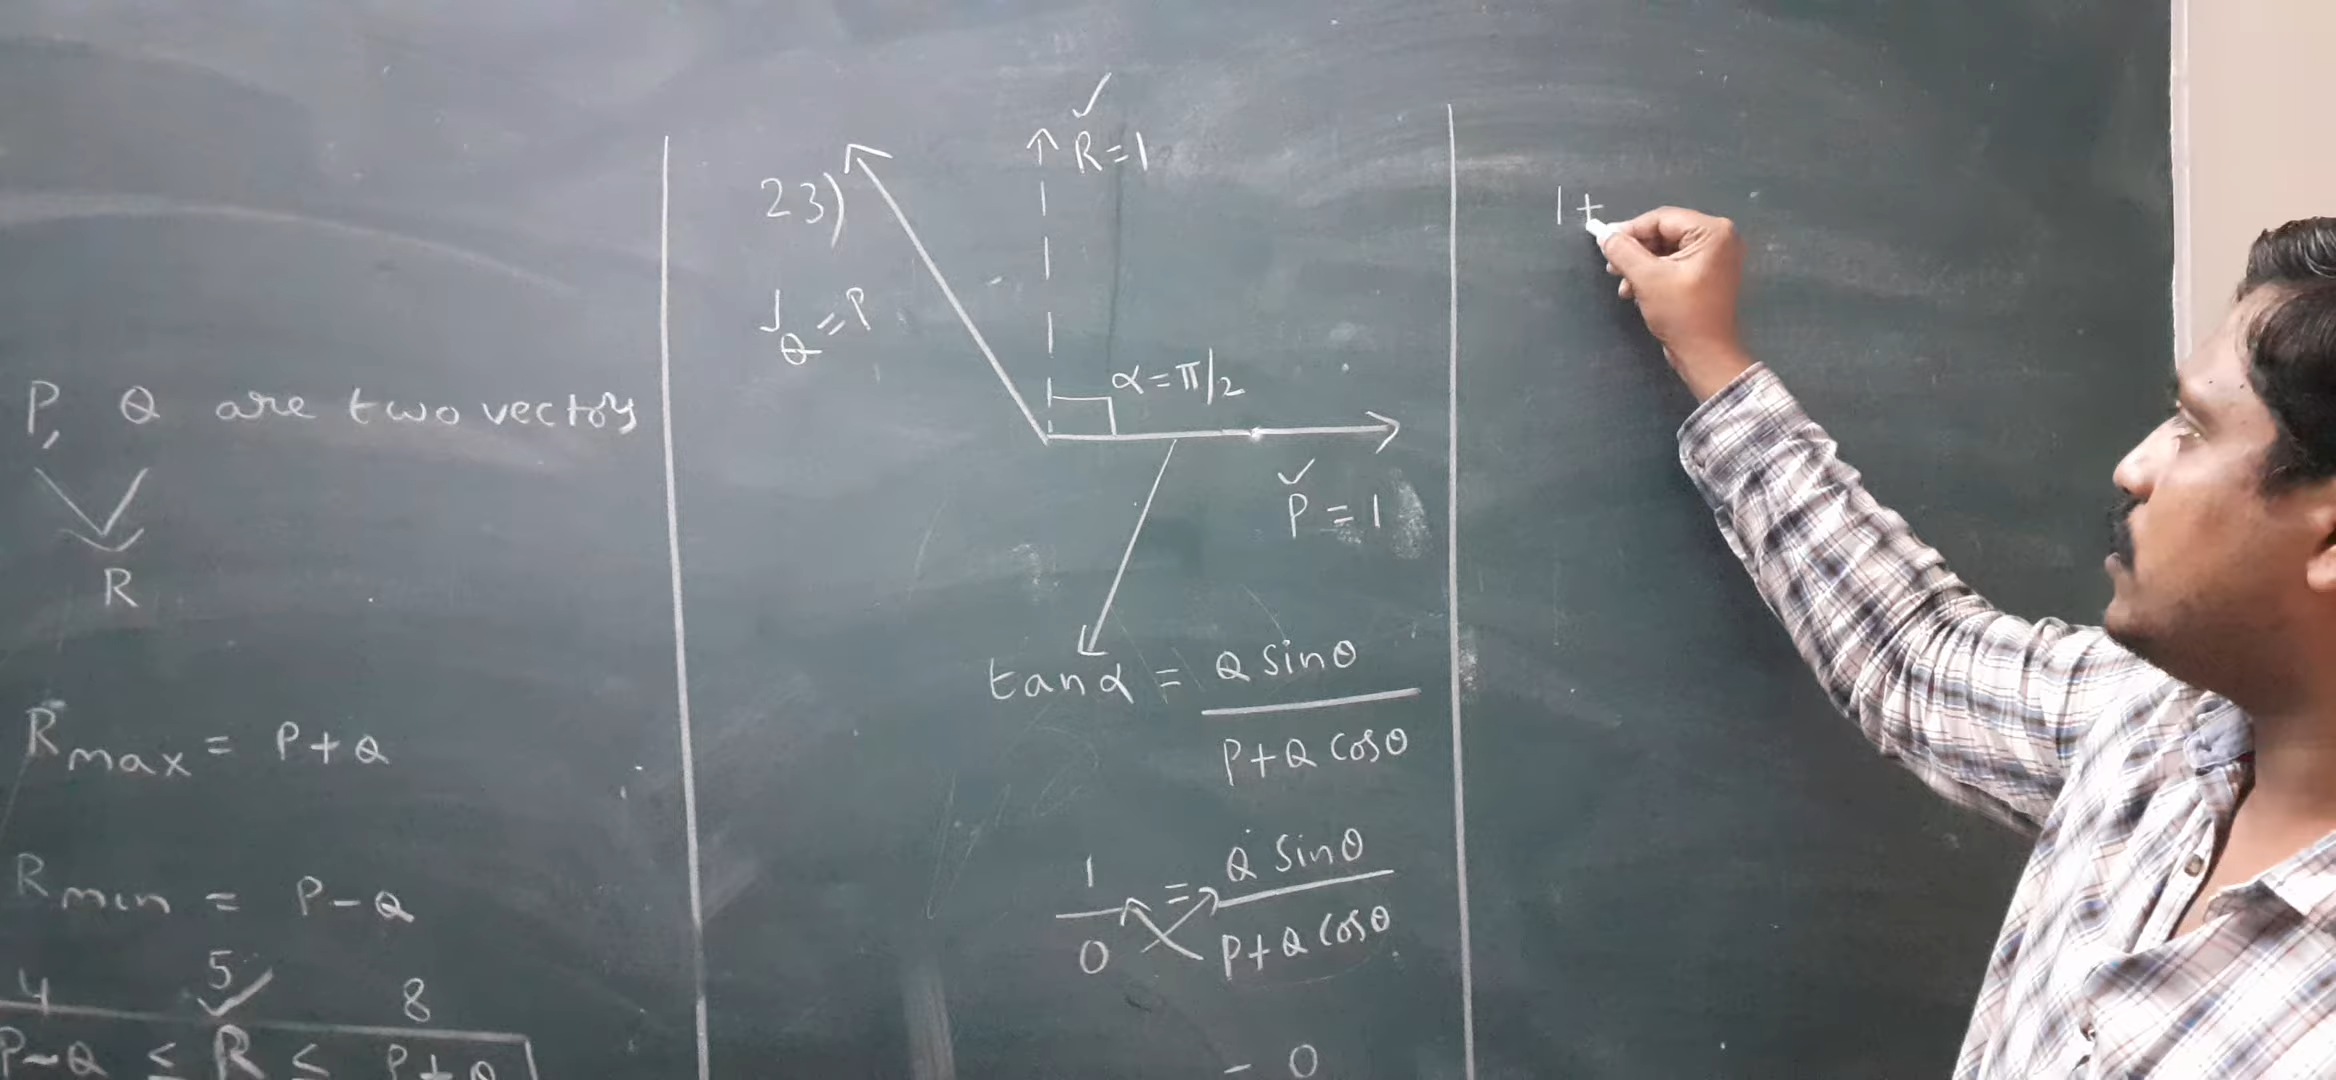 P, Q are two vectors
R
Rmax = P+Q
Rmin = P-Q
4 5 ✓ 8
P~Q ≤ R ≤ P+Q
23)
✓
R=1
Q=P
α=π/2
✓
P=1
tanα = Q sinθ / P+Q cosθ
1/0 = Q sinθ / P+Q cosθ
- 0
1+